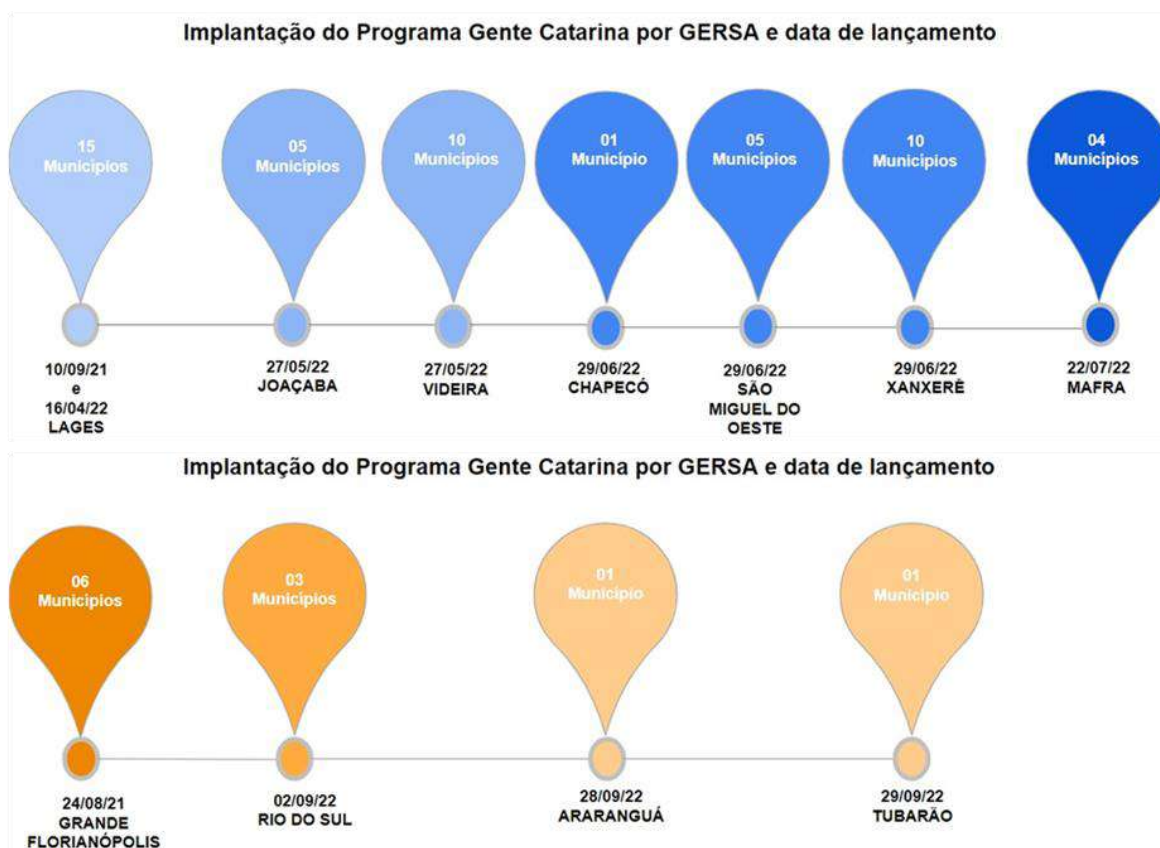 Implantação do Programa Gente Catarina por GERSA e data de lançamento
15
Municípios
05
Municípios
10
Municípios
01
Município
05
Municípios
10
Municípios
04
Municípios
10/09/21
e
16/04/22
LAGES
27/05/22
JOAÇABA
27/05/22
VIDEIRA
29/06/22
CHAPECÓ
29/06/22
SÃO
MIGUEL DO
OESTE
29/06/22
XANXERÊ
22/07/22
MAFRA
Implantação do Programa Gente Catarina por GERSA e data de lançamento
06
Municípios
03
Municípios
01
Município
01
Município
24/08/21
GRANDE
FLORIANÓPOLIS
02/09/22
RIO DO SUL
28/09/22
ARARANGUÁ
29/09/22
TUBARÃO